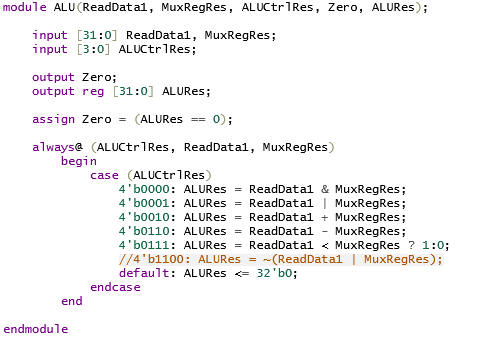 module ALU(ReadData1, MuxRegRes, ALUCtrlRes, Zero, ALURes);
input [31:0] ReadData1, MuxRegRes;
input [3:0] ALUCtrlRes;
output Zero;
output reg [31:0] ALURes;
assign Zero = (ALURes == 0);
always@ (ALUCtrlRes, ReadData1, MuxRegRes)
begin
case (ALUCtrlRes)
4'b0000: ALURes = ReadData1 & MuxRegRes;
4'b0001: ALURes = ReadData1 | MuxRegRes;
4'b0010: ALURes = ReadData1 + MuxRegRes;
4'b0110: ALURes = ReadData1 - MuxRegRes;
4'b0111: ALURes = ReadData1 < MuxRegRes ? 1:0;
//4'b1100: ALURes = ~(ReadData1 | MuxRegRes);
default: ALURes <= 32'b0;
endcase
end
endmodule